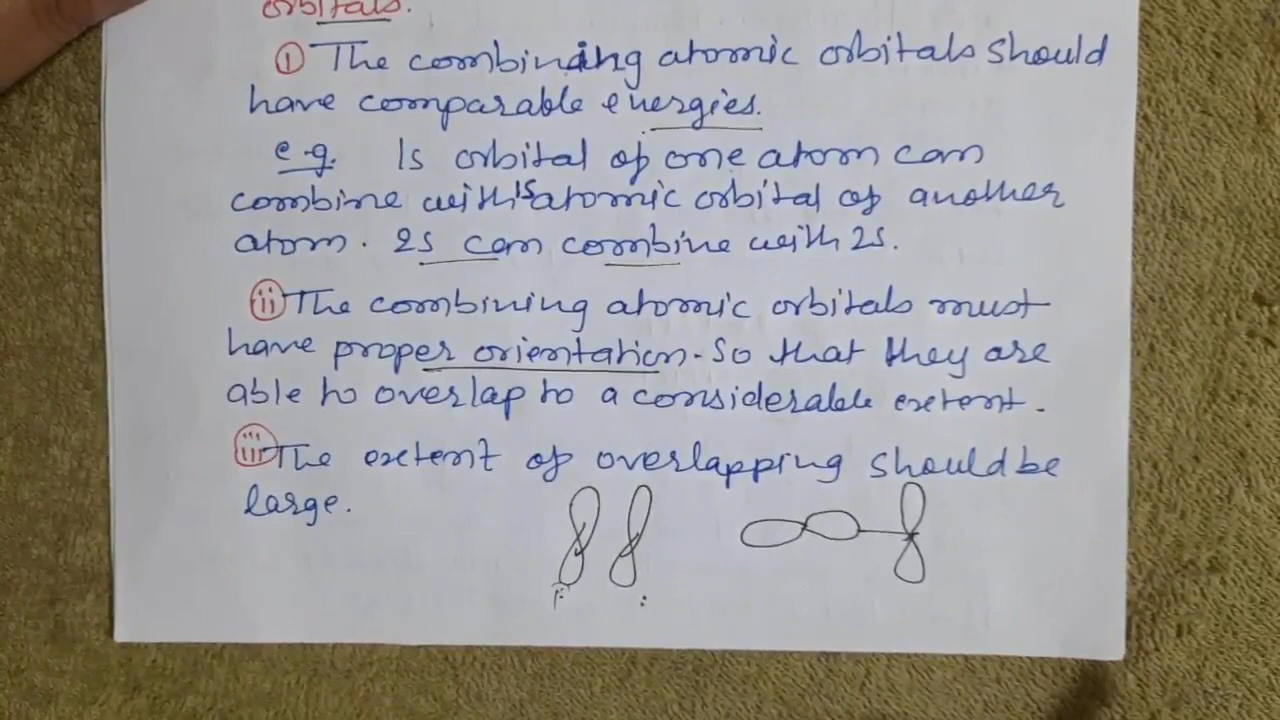 orbitals.
① The combining atomic orbitals should
have comparable energies.
e.g. 1s orbital of one atom can
combine with 1s atomic orbital of another
atom. 2s can combine with 2s.
(ii) The combining atomic orbitals must
have proper orientation. So that they are
able to overlap to a considerable extent.
(iii) The extent of overlapping should be
large.